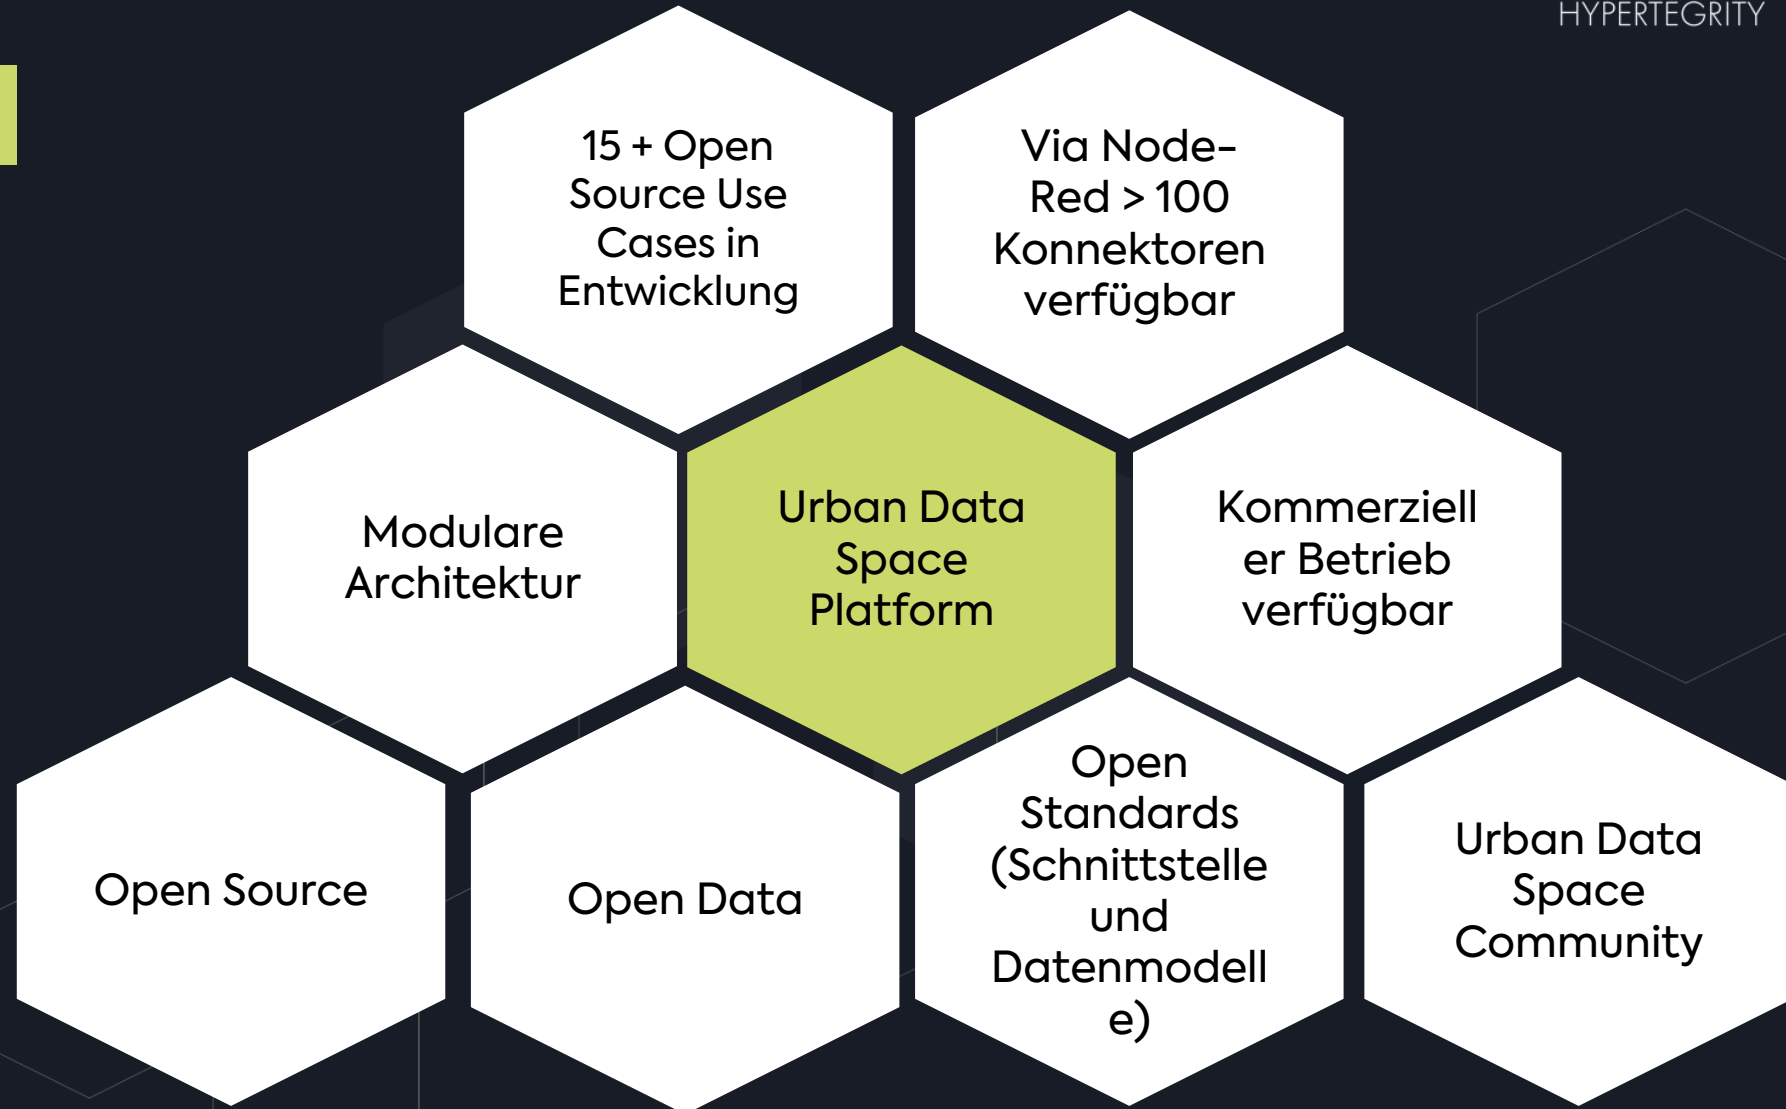 HYPERTEGRITY
15 + Open
Source Use
Cases in
Entwicklung
Via Node-
Red > 100
Konnektoren
verfügbar
Modulare
Architektur
Urban Data
Space
Platform
Kommerziell
er Betrieb
verfügbar
Open Source
Open Data
Open
Standards
(Schnittstelle
und
Datenmodell
e)
Urban Data
Space
Community